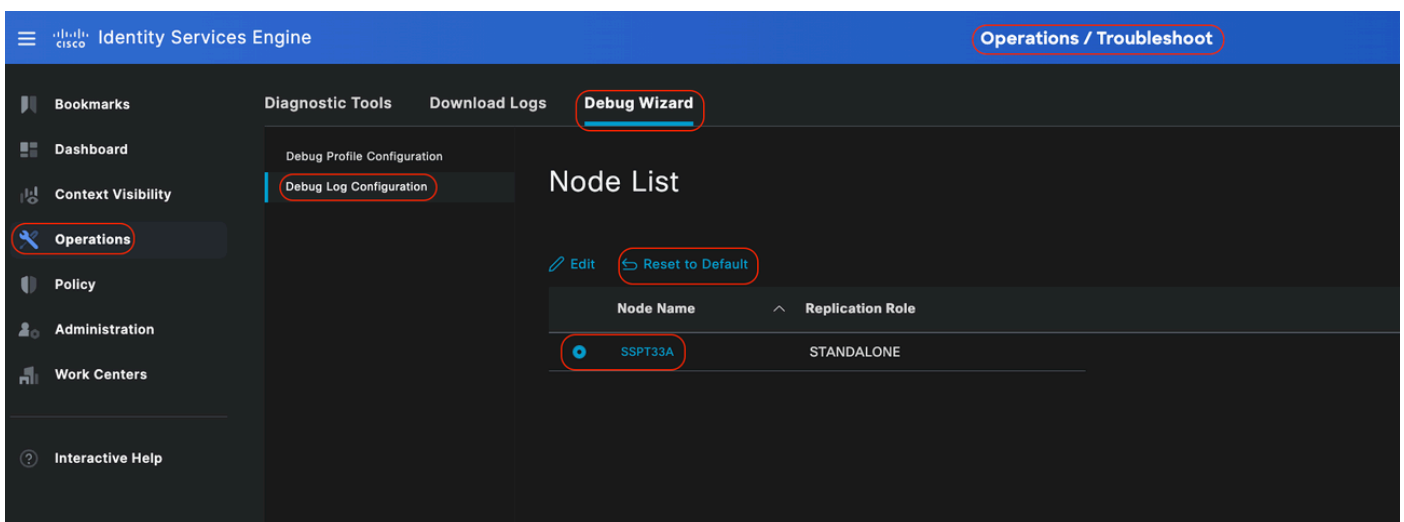 cisco Identity Services Engine
Operations / Troubleshoot
Bookmarks
Dashboard
Context Visibility
Operations
Policy
Administration
Work Centers
Interactive Help
Diagnostic Tools
Download Logs
Debug Wizard
Debug Profile Configuration
Debug Log Configuration
Node List
Edit
Reset to Default
Node Name
Replication Role
SSPT33A
STANDALONE